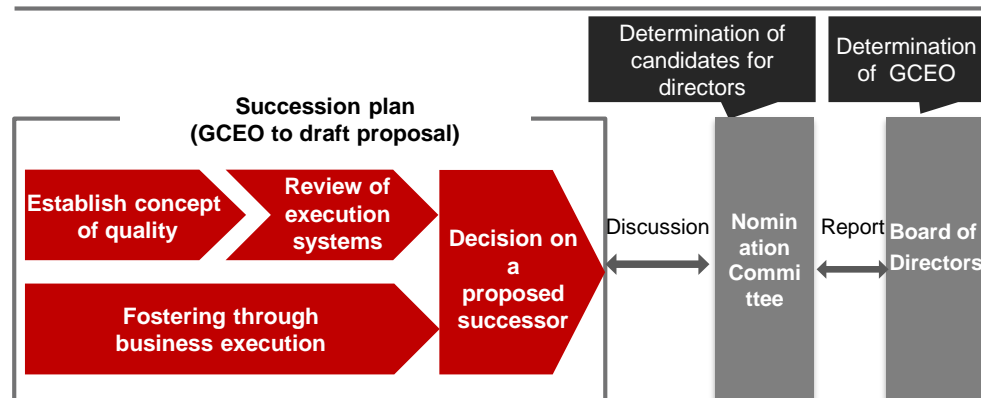 Determination of
candidates for
directors
Determination
of GCEO
Succession plan
(GCEO to draft proposal)
Establish concept
of quality
Review of
execution
systems
Decision on
a
proposed
successor
Fostering through
business execution
Discussion
Nomin
ation
Commi
ttee
Report
Board of
Directors